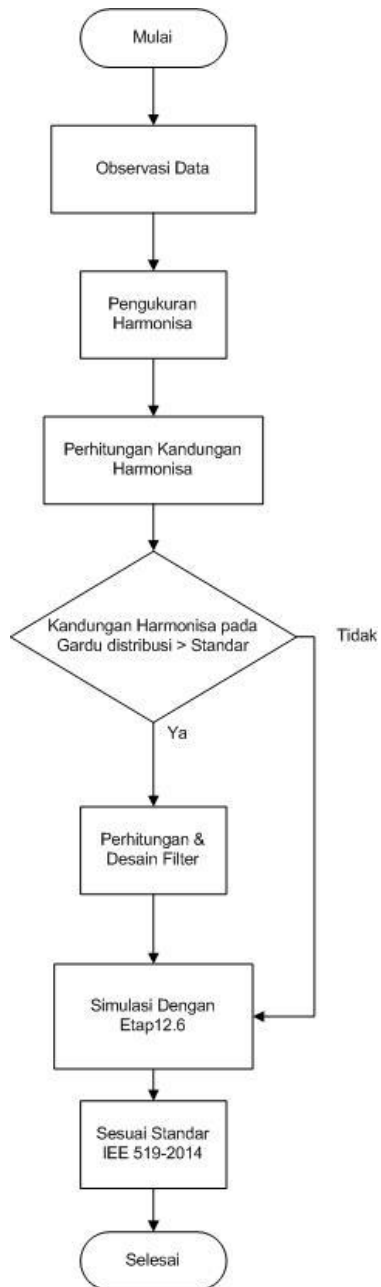 Mulai
Observasi Data
Pengukuran
Harmonisa
Perhitungan Kandungan
Harmonisa
Kandungan Harmonisa pada
Gardu distribusi > Standar
Tidak
Ya
Perhitungan &
Desain Filter
Simulasi Dengan
Etap12.6
Sesuai Standar
IEE 519-2014
Selesai